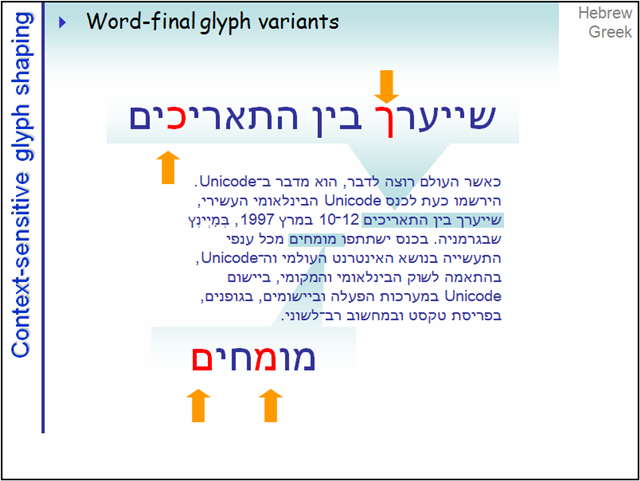 Context-sensitive glyph shaping
Word-final glyph variants
Hebrew
Greek
שייערך בין התאריכים
כאשר העולם רוצה לדבר, הוא מדבר ב־Unicode.
הירשמו כעת לכנס Unicode הבינלאומי העשירי,
שייערך בין התאריכים 12־10 במרץ 1997, בְּמַיְינְץ
שבגרמניה. בכנס ישתתפו מומחים מכל ענפי
התעשייה בנושא האינטרנט העולמי וה־Unicode,
בהתאמה לשוק הבינלאומי והמקומי, ביישום
Unicode במערכות הפעלה וביישומים, בגופנים,
בפריסת טקסט ובמחשוב רב־לשוני.
מומחים